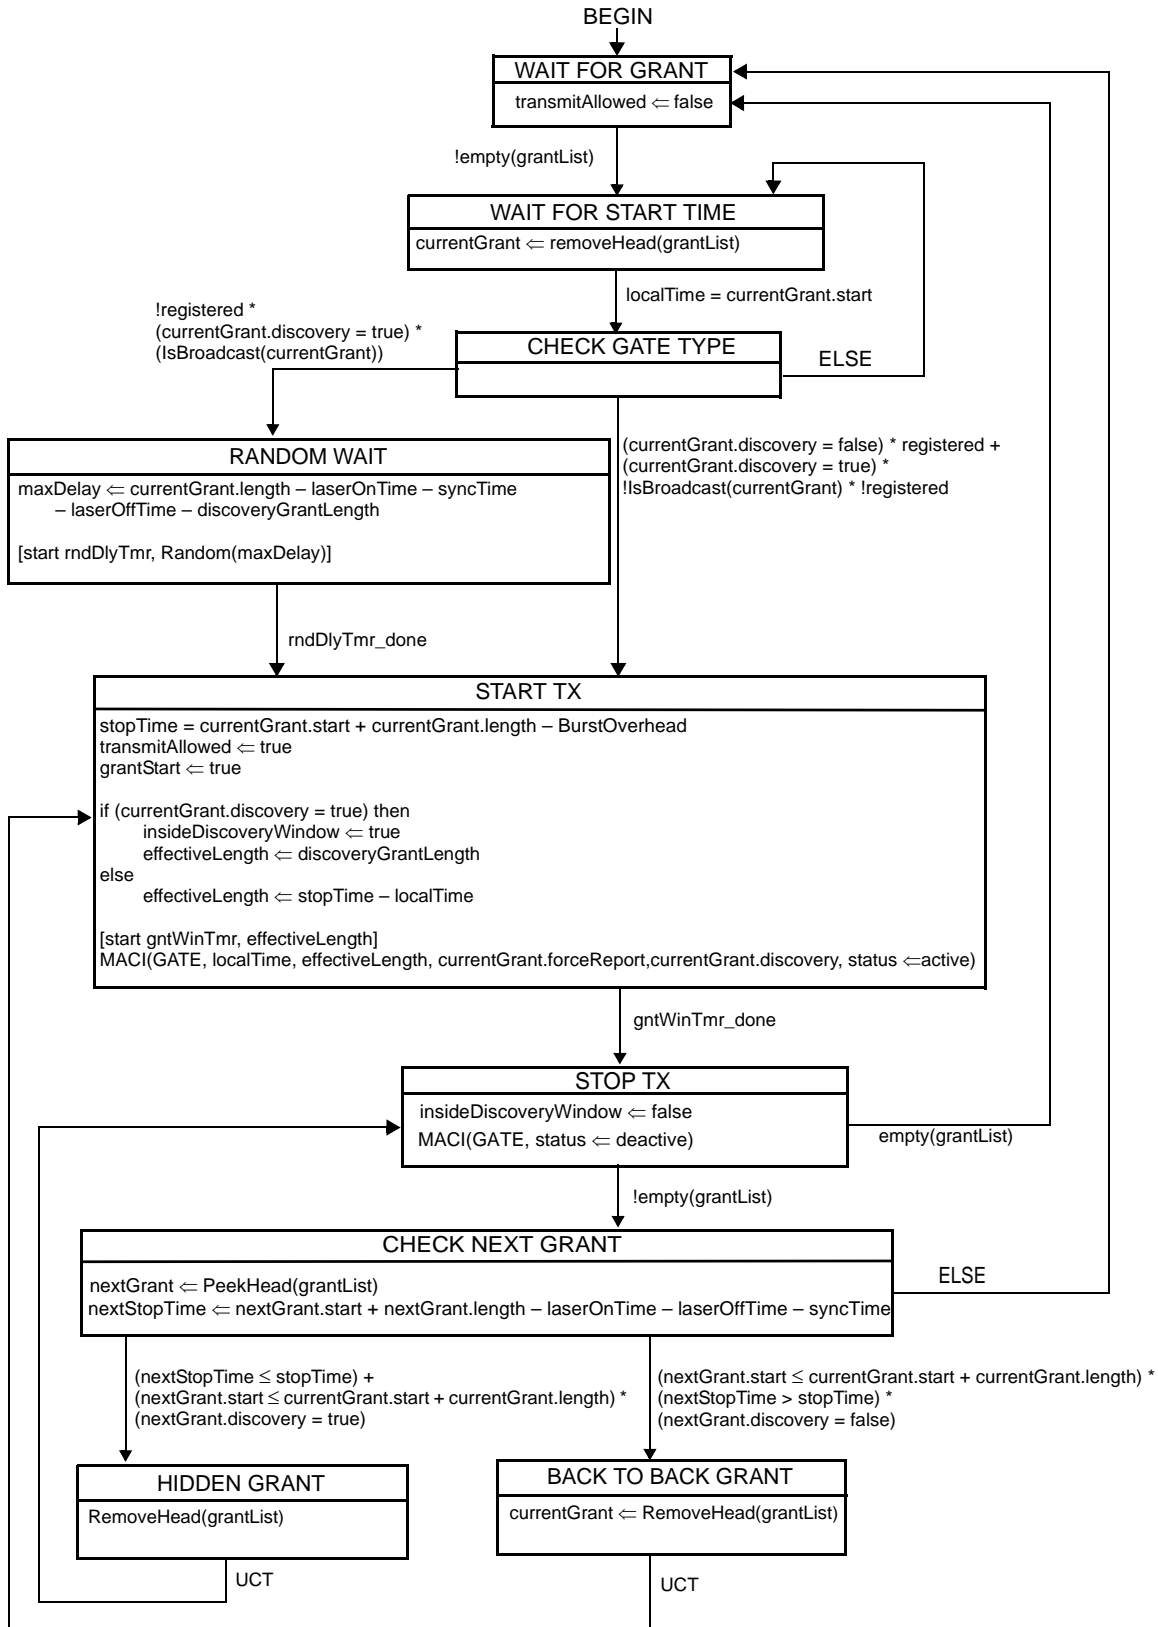 BEGIN
WAIT FOR GRANT
transmitAllowed ⇐ false
!empty(grantList)
WAIT FOR START TIME
currentGrant ⇐ removeHead(grantList)
localTime = currentGrant.start
!registered *
(currentGrant.discovery = true) *
(IsBroadcast(currentGrant))
CHECK GATE TYPE
ELSE
(currentGrant.discovery = false) * registered +
(currentGrant.discovery = true) *
!IsBroadcast(currentGrant) * !registered
RANDOM WAIT
maxDelay ⇐ currentGrant.length – laserOnTime – syncTime
– laserOffTime – discoveryGrantLength
[start rndDlyTmr, Random(maxDelay)]
rndDlyTmr_done
START TX
stopTime = currentGrant.start + currentGrant.length – BurstOverhead
transmitAllowed ⇐ true
grantStart ⇐ true
if (currentGrant.discovery = true) then
insideDiscoveryWindow ⇐ true
effectiveLength ⇐ discoveryGrantLength
else
effectiveLength ⇐ stopTime – localTime
[start gntWinTmr, effectiveLength]
MACI(GATE, localTime, effectiveLength, currentGrant.forceReport,currentGrant.discovery, status ⇐active)
gntWinTmr_done
STOP TX
insideDiscoveryWindow ⇐ false
MACI(GATE, status ⇐ deactive)
empty(grantList)
!empty(grantList)
CHECK NEXT GRANT
nextGrant ⇐ PeekHead(grantList)
nextStopTime ⇐ nextGrant.start + nextGrant.length – laserOnTime – laserOffTime – syncTime
ELSE
(nextStopTime ≤ stopTime) +
(nextGrant.start ≤ currentGrant.start + currentGrant.length) *
(nextGrant.discovery = true)
(nextGrant.start ≤ currentGrant.start + currentGrant.length) *
(nextStopTime > stopTime) *
(nextGrant.discovery = false)
HIDDEN GRANT
RemoveHead(grantList)
UCT
BACK TO BACK GRANT
currentGrant ⇐ RemoveHead(grantList)
UCT